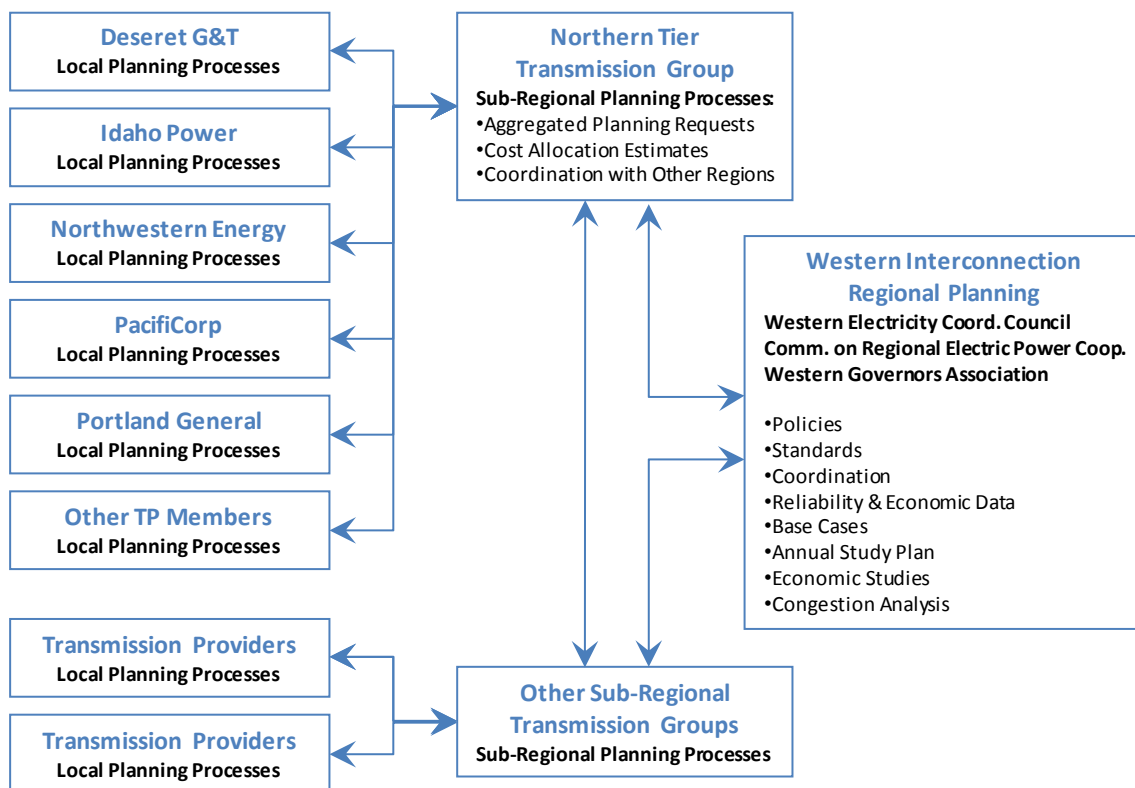 Deseret G&T
Local Planning Processes
Idaho Power
Local Planning Processes
Northwestern Energy
Local Planning Processes
PacifiCorp
Local Planning Processes
Portland General
Local Planning Processes
Other TP Members
Local Planning Processes
Transmission Providers
Local Planning Processes
Transmission Providers
Local Planning Processes
Northern Tier
Transmission Group
Sub-Regional Planning Processes:
•Aggregated Planning Requests
•Cost Allocation Estimates
•Coordination with Other Regions
Western Interconnection
Regional Planning
Western Electricity Coord. Council
Comm. on Regional Electric Power Coop.
Western Governors Association
•Policies
•Standards
•Coordination
•Reliability & Economic Data
•Base Cases
•Annual Study Plan
•Economic Studies
•Congestion Analysis
Other Sub-Regional
Transmission Groups
Sub-Regional Planning Processes